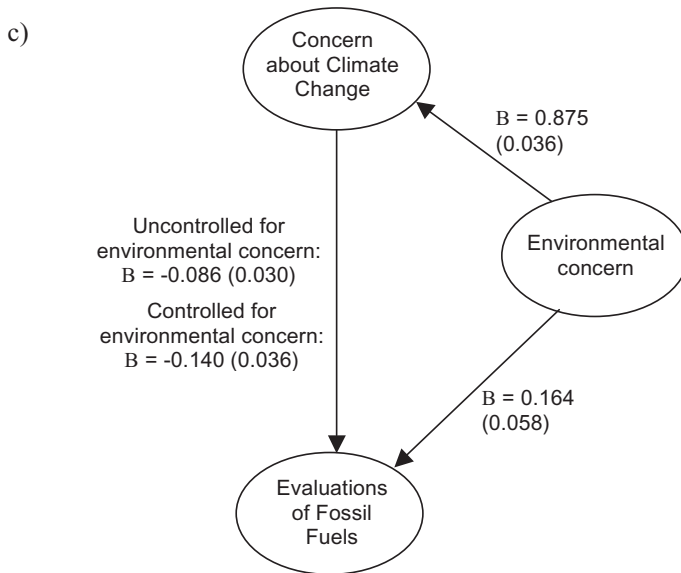 c)
Concern
about Climate
Change
B = 0.875
(0.036)
Uncontrolled for
environmental concern:
B = -0.086 (0.030)
Controlled for
environmental concern:
B = -0.140 (0.036)
Environmental
concern
B = 0.164
(0.058)
Evaluations
of Fossil
Fuels